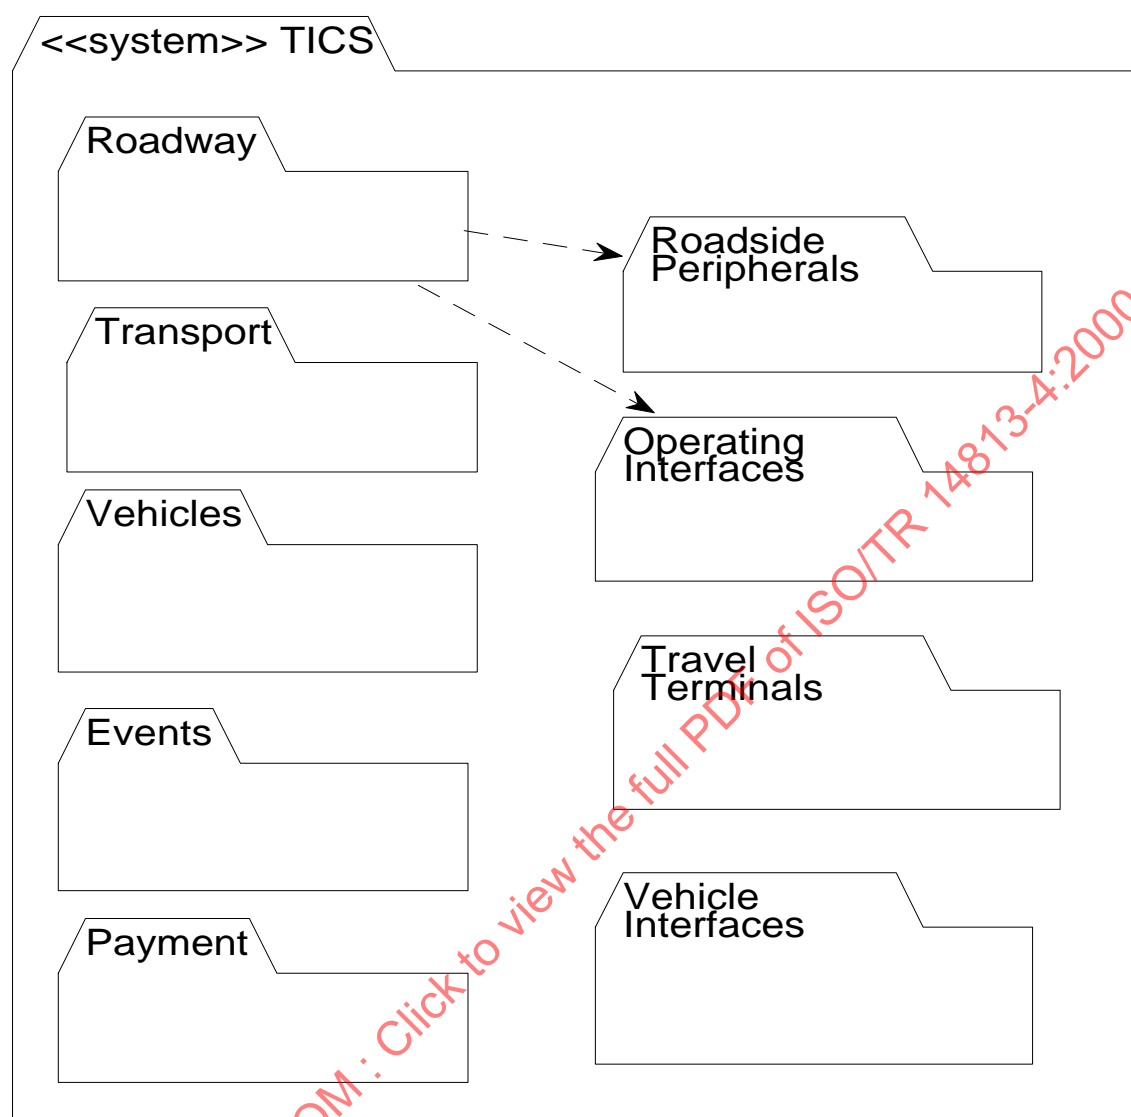 <<system>> TICS
Roadway
Roadside
Peripherals
Transport
Operating
Interfaces
Vehicles
Travel
Terminals
Events
Vehicle
Interfaces
Payment
OM : Click to view the full PDF of ISO/TR 14813-4:2000